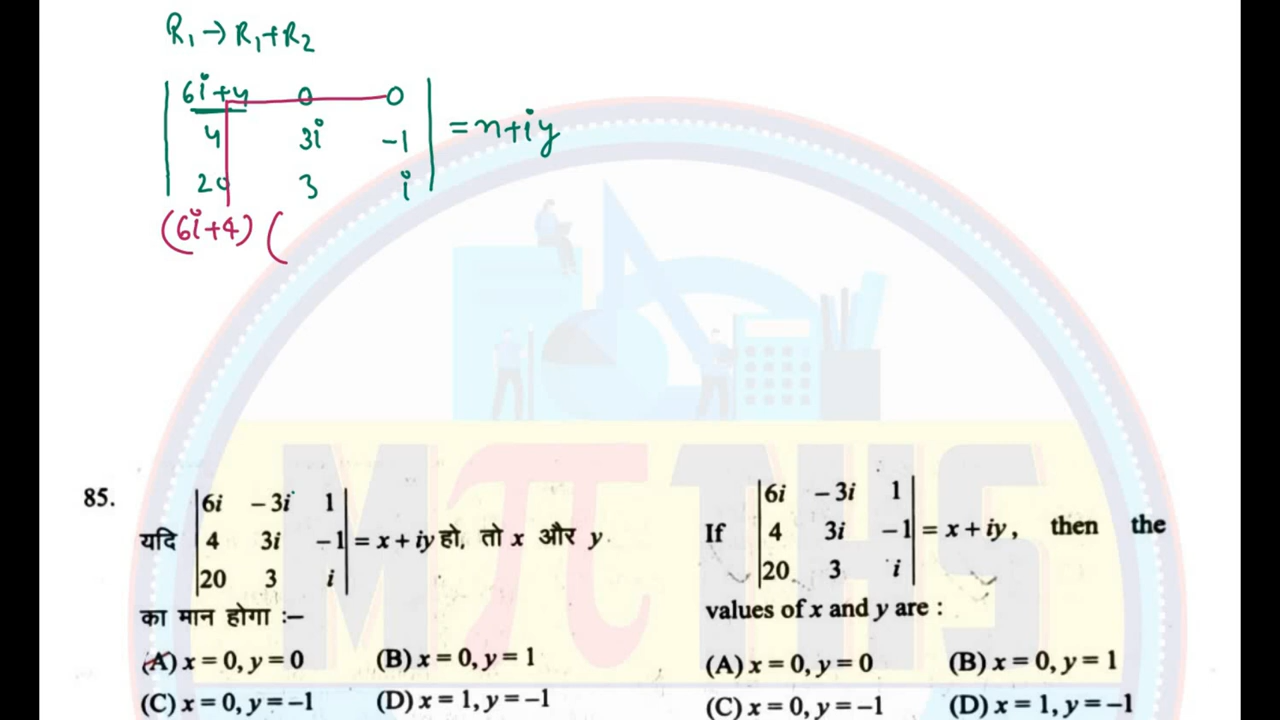 R₁→R₁+R₂
| 6i+4 0 0 |
| 4 3i -1 | = n+iy
| 20 3 i |
(6i+4) (
85.
यदि
| 6i - 3i 1 |
| 4 3i - 1 | = x + iy हो, तो x और y
| 20 3 i |
का मान होगा :–
(A) x = 0, y = 0 (B) x = 0, y = 1
(C) x = 0, y = –1 (D) x = 1, y = –1
If
| 6i - 3i 1 |
| 4 3i - 1 | = x + iy, then the
| 20 3 i |
values of x and y are :
(A) x = 0, y = 0 (B) x = 0, y = 1
(C) x = 0, y = –1 (D) x = 1, y = –1
MπTHS